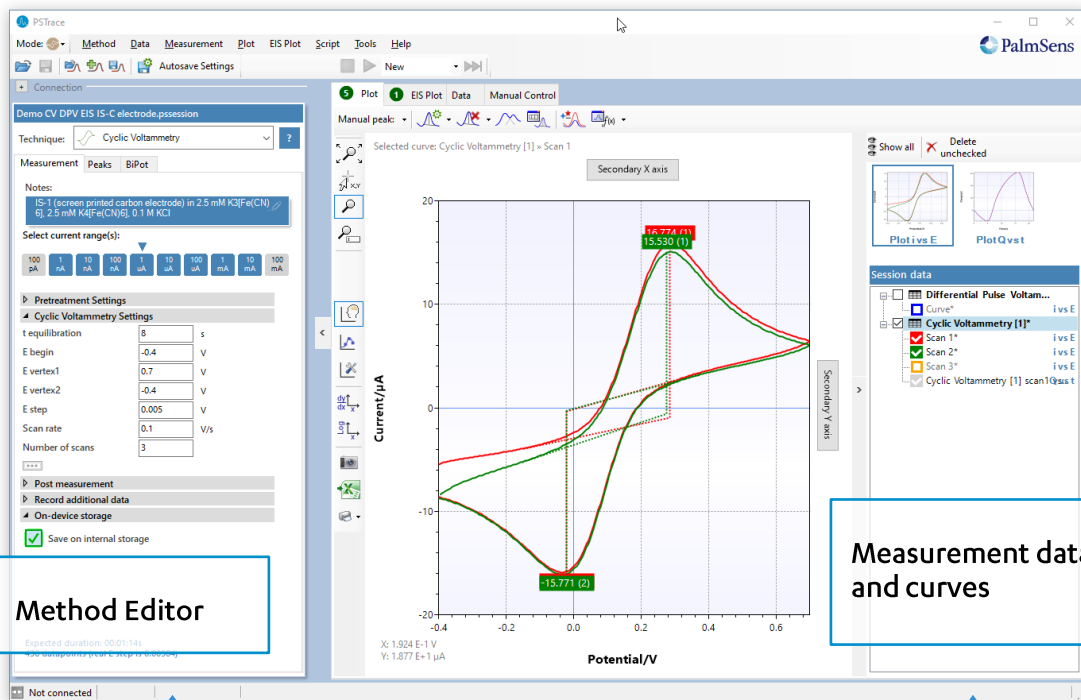 PSTrace
Mode: Method Data Measurement Plot EIS Plot Script Tools Help
PalmSens
Autosave Settings
New
Connection
Demo CV DPV EIS IS-C electrode.pssession
Technique: Cyclic Voltammetry ?
Measurement Peaks BiPot
Notes:
IS-1 (screen printed carbon electrode) in 2.5 mM K3[Fe(CN)
6], 2.5 mM K4[Fe(CN)6], 0.1 M KCl
Select current range(s):
100 pA 1 nA 10 nA 100 nA 1 uA 10 uA 100 uA 1 mA 10 mA 100 mA
Pretreatment Settings
Cyclic Voltammetry Settings
t equilibration 8 s
E begin -0.4 V
E vertex1 0.7 V
E vertex2 -0.4 V
E step 0.005 V
Scan rate 0.1 V/s
Number of scans 3
Post measurement
Record additional data
On-device storage
Save on internal storage
Method Editor
Expected duration: 00:01:14s
Not connected
5 Plot 1 EIS Plot Data Manual Control
Manual peak:
Selected curve: Cyclic Voltammetry [1] » Scan 1
Secondary X axis
X,Y
dy
dx x
Log
x
20
10
0
-10
-20
Current/µA
16.774 (1)
15.530 (1)
-15.771 (2)
-0.4 -0.2 0.0 0.2 0.4 0.6
Potential/V
X: 1.924 E-1 V
Y: 1.877 E+1 µA
Secondary Y axis
Show all
Delete
unchecked
Plot i vs E
Plot Q vs t
Session data
Differential Pulse Voltam...
Curve* i vs E
Cyclic Voltammetry [1]*
Scan 1* i vs E
Scan 2* i vs E
Scan 3* i vs E
Cyclic Voltammetry [1] scan1
Measurement data
and curves